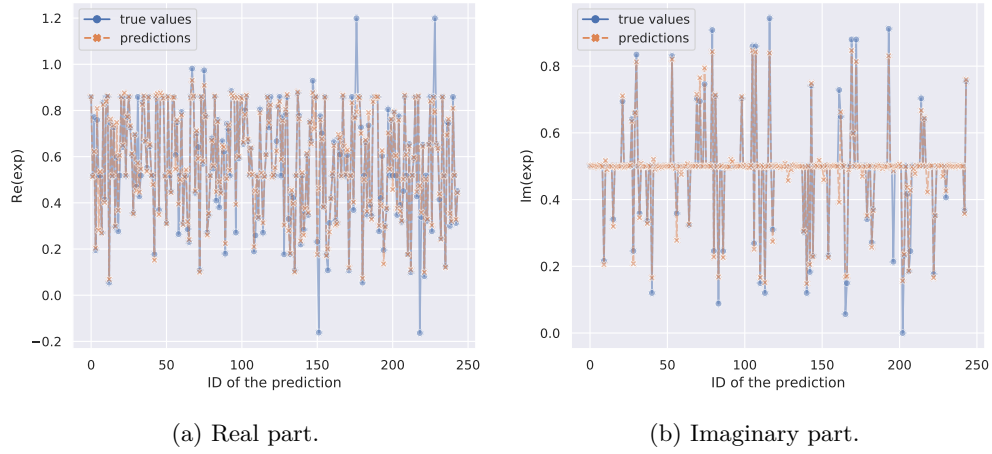 true values
predictions
Re(exp)
1.2
1.0
0.8
0.6
0.4
0.2
0.0
−0.2
0 50 100 150 200 250
ID of the prediction
(a) Real part.
true values
predictions
Im(exp)
0.8
0.6
0.4
0.2
0.0
0 50 100 150 200 250
ID of the prediction
(b) Imaginary part.